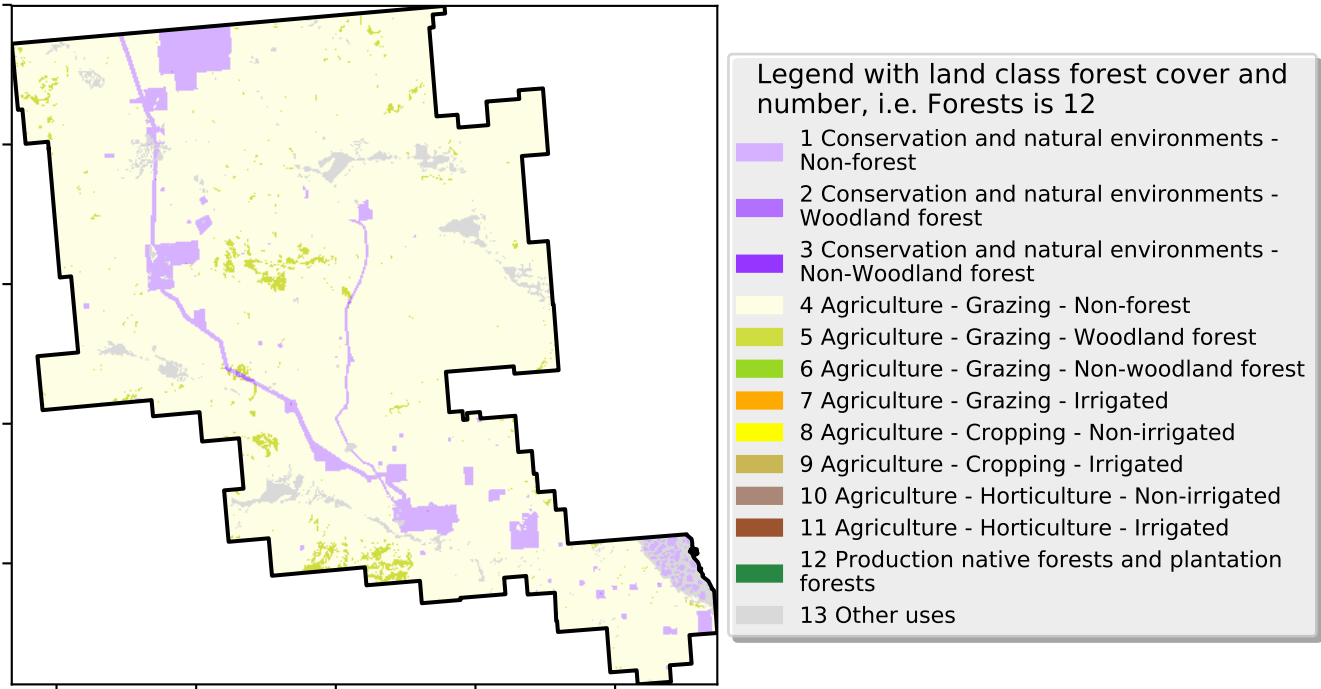 Legend with land class forest cover and
number, i.e. Forests is 12
1 Conservation and natural environments -
Non-forest
2 Conservation and natural environments -
Woodland forest
3 Conservation and natural environments -
Non-Woodland forest
4 Agriculture - Grazing - Non-forest
5 Agriculture - Grazing - Woodland forest
6 Agriculture - Grazing - Non-woodland forest
7 Agriculture - Grazing - Irrigated
8 Agriculture - Cropping - Non-irrigated
9 Agriculture - Cropping - Irrigated
10 Agriculture - Horticulture - Non-irrigated
11 Agriculture - Horticulture - Irrigated
12 Production native forests and plantation
forests
13 Other uses